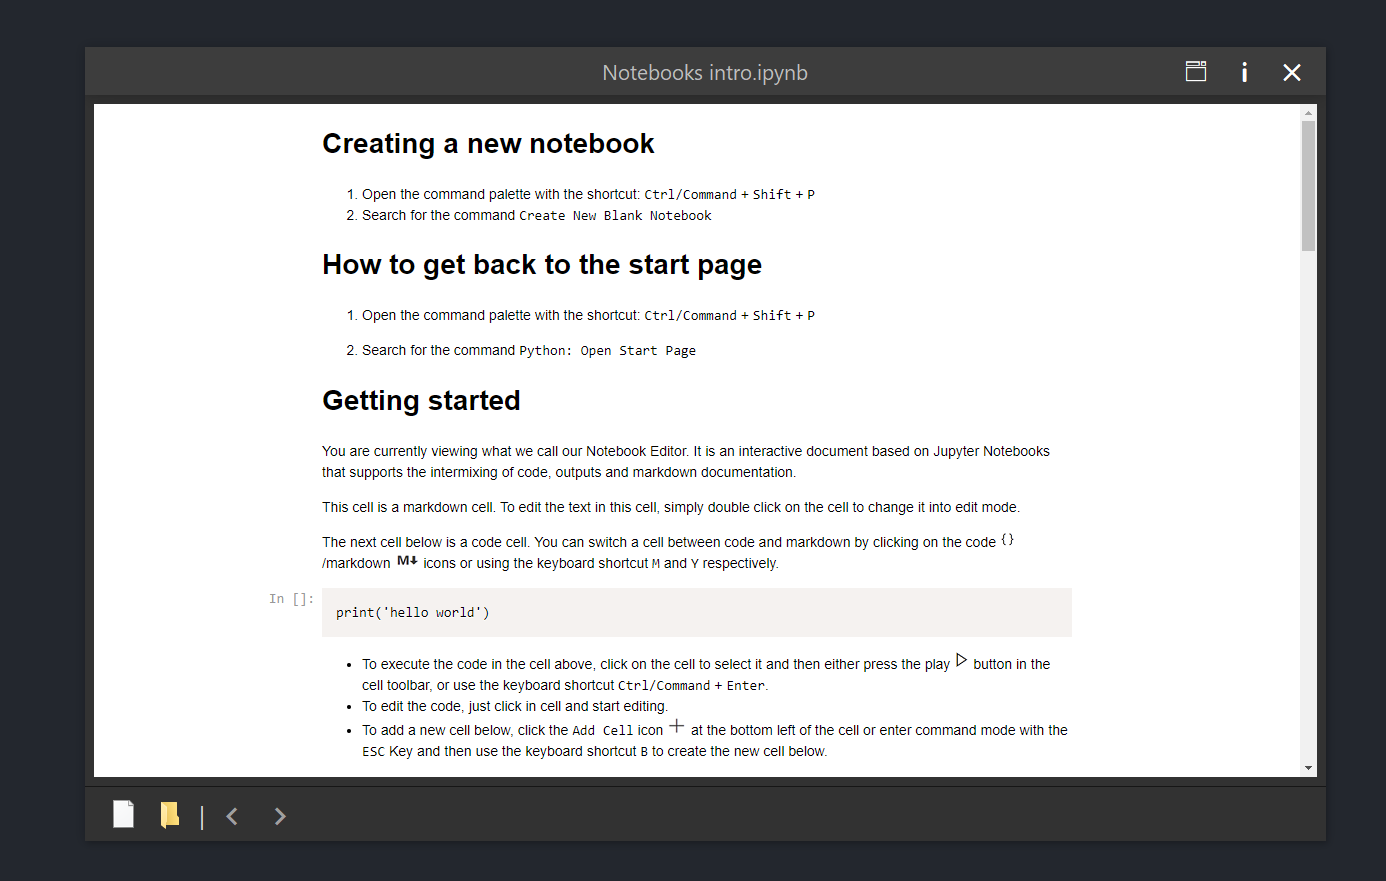 Notebooks intro.ipynb
Creating a new notebook
1. Open the command palette with the shortcut: Ctrl/Command + Shift + P
2. Search for the command Create New Blank Notebook
How to get back to the start page
1. Open the command palette with the shortcut: Ctrl/Command + Shift + P
2. Search for the command Python: Open Start Page
Getting started
You are currently viewing what we call our Notebook Editor. It is an interactive document based on Jupyter Notebooks
that supports the intermixing of code, outputs and markdown documentation.
This cell is a markdown cell. To edit the text in this cell, simply double click on the cell to change it into edit mode.
The next cell below is a code cell. You can switch a cell between code and markdown by clicking on the code {}
/markdown M↓ icons or using the keyboard shortcut M and Y respectively.
In []:
print('hello world')
• To execute the code in the cell above, click on the cell to select it and then either press the play ▷ button in the
cell toolbar, or use the keyboard shortcut Ctrl/Command + Enter.
• To edit the code, just click in cell and start editing.
• To add a new cell below, click the Add Cell icon + at the bottom left of the cell or enter command mode with the
ESC Key and then use the keyboard shortcut B to create the new cell below.